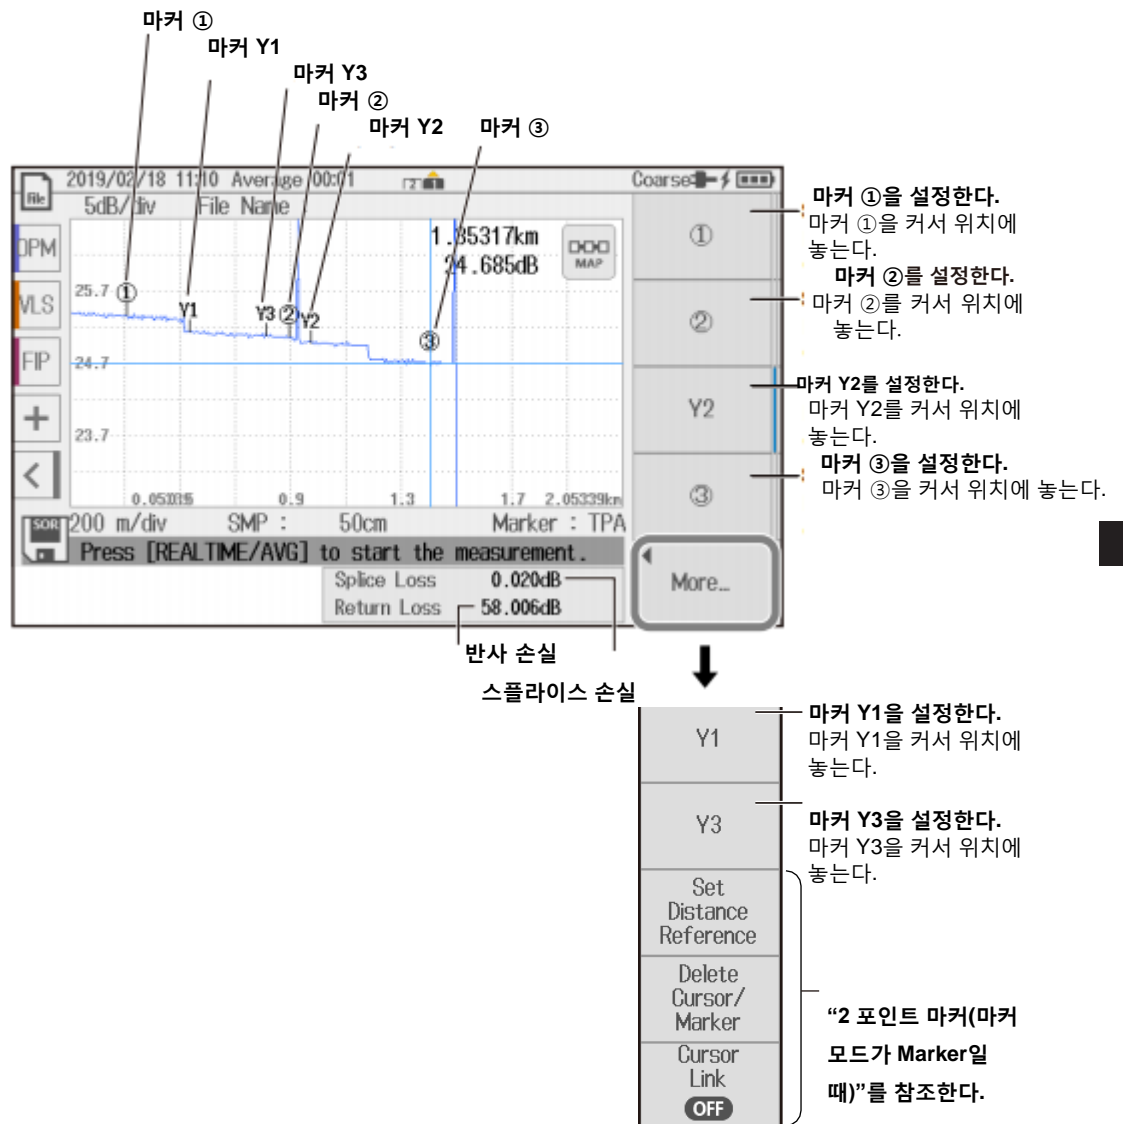 마커 ①
마커 Y1
마커 Y3
마커 ②
마커 Y2
마커 ③
File
2019/02/18 11:10 Average 00:01
Coarse
5dB/div File Name
1.35317km
24.685dB
MAP
OPM
VLS
FIP
25.7
24.7
23.7
①
Y1
Y3
②
Y2
③
0.9
1.3
1.7
2.05339km
200 m/div SMP : 50cm Marker : TPA
SOR
Press [REALTIME/AVG] to start the measurement.
Splice Loss 0.020dB
Return Loss 58.006dB
①
②
Y2
③
More...
마커 ①을 설정한다.
마커 ①을 커서 위치에
놓는다.
마커 ②를 설정한다.
마커 ②를 커서 위치에
놓는다.
마커 Y2를 설정한다.
마커 Y2를 커서 위치에
놓는다.
마커 ③을 설정한다.
마커 ③을 커서 위치에 놓는다.
반사 손실
스플라이스 손실
Y1
Y3
Set
Distance
Reference
Delete
Cursor/
Marker
Cursor
Link
OFF
마커 Y1을 설정한다.
마커 Y1을 커서 위치에
놓는다.
마커 Y3을 설정한다.
마커 Y3을 커서 위치에
놓는다.
“2 포인트 마커(마커
모드가 Marker일
때)”를 참조한다.